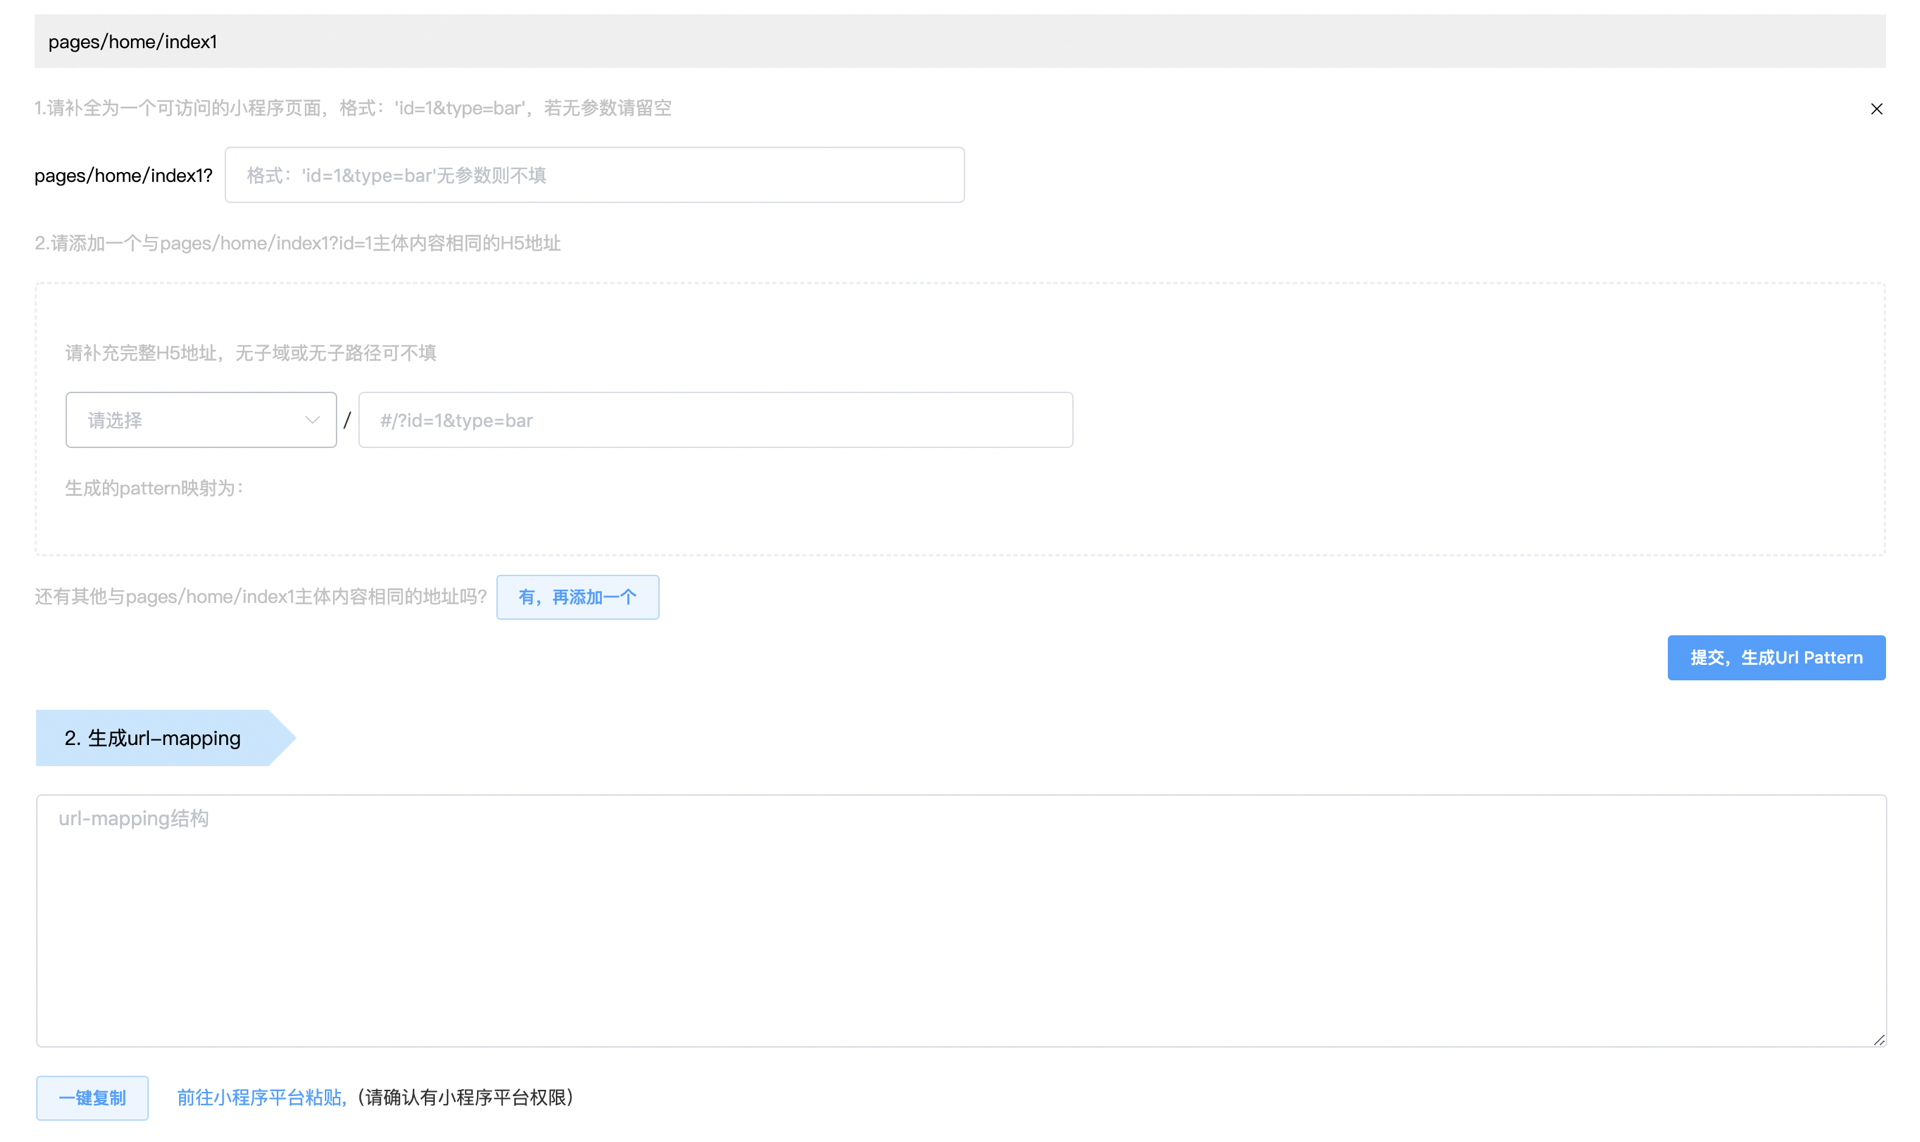 pages/home/index1
1.请补全为一个可访问的小程序页面，格式：'id=1&type=bar'，若无参数请留空
pages/home/index1? 格式：'id=1&type=bar'无参数则不填
2.请添加一个与pages/home/index1?id=1主体内容相同的H5地址
请补充完整H5地址，无子域或无子路径可不填
请选择 / #/?id=1&type=bar
生成的pattern映射为：
还有其他与pages/home/index1主体内容相同的地址吗? 有，再添加一个
提交，生成Url Pattern
2. 生成url-mapping
url-mapping结构
一键复制 前往小程序平台粘贴，（请确认有小程序平台权限）